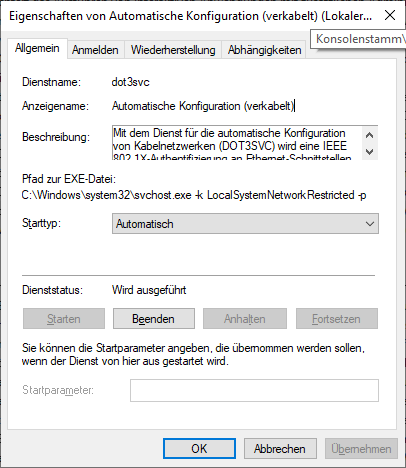 Eigenschaften von Automatische Konfiguration (verkabelt) (Lokaler...
Konsolenstamm\
Allgemein Anmelden Wiederherstellung Abhängigkeiten
Dienstname: dot3svc
Anzeigename: Automatische Konfiguration (verkabelt)
Beschreibung: Mit dem Dienst für die automatische Konfiguration
von Kabelnetzwerken (DOT3SVC) wird eine IEEE
802.1X-Authentifizierung an Ethernet-Schnittstellen
Pfad zur EXE-Datei:
C:\Windows\system32\svchost.exe -k LocalSystemNetworkRestricted -p
Starttyp: Automatisch
Dienststatus: Wird ausgeführt
Starten Beenden Anhalten Fortsetzen
Sie können die Startparameter angeben, die übernommen werden sollen,
wenn der Dienst von hier aus gestartet wird.
Startparameter:
OK Abbrechen Übernehmen